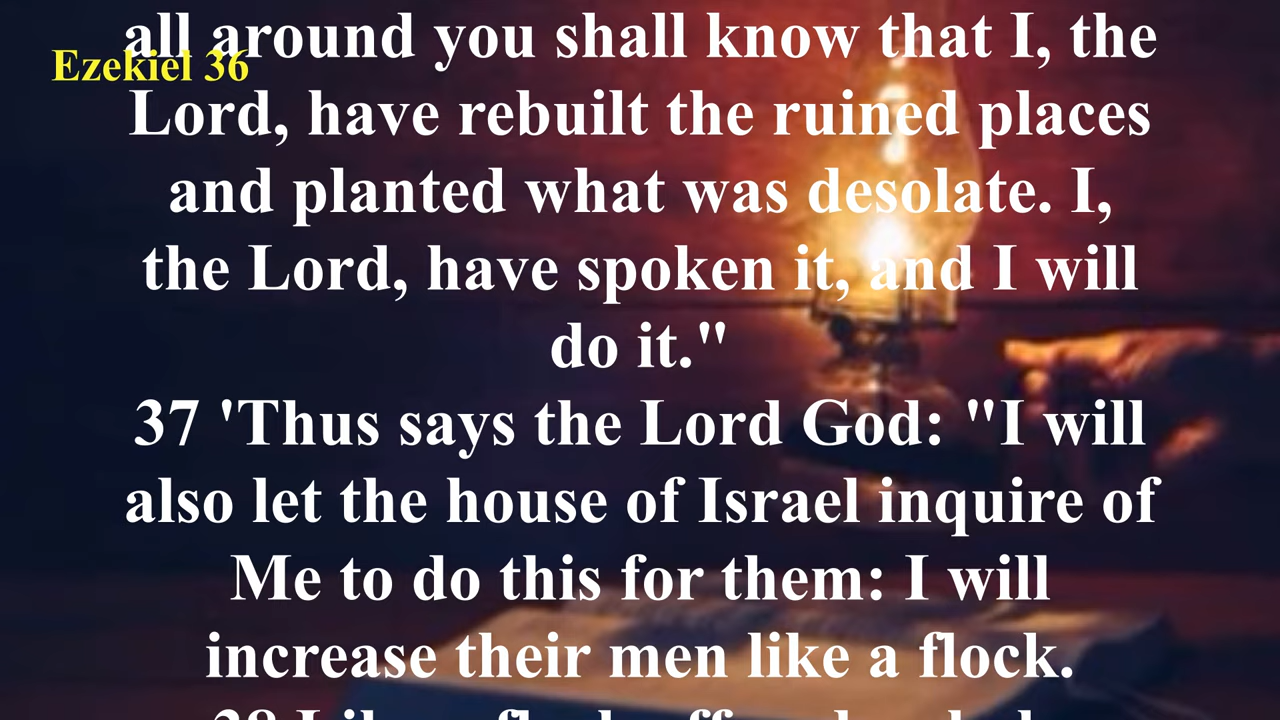 all around you shall know that I, the
Ezekiel 36
Lord, have rebuilt the ruined places
and planted what was desolate. I,
the Lord, have spoken it, and I will
do it."
37 'Thus says the Lord God: "I will
also let the house of Israel inquire of
Me to do this for them: I will
increase their men like a flock.